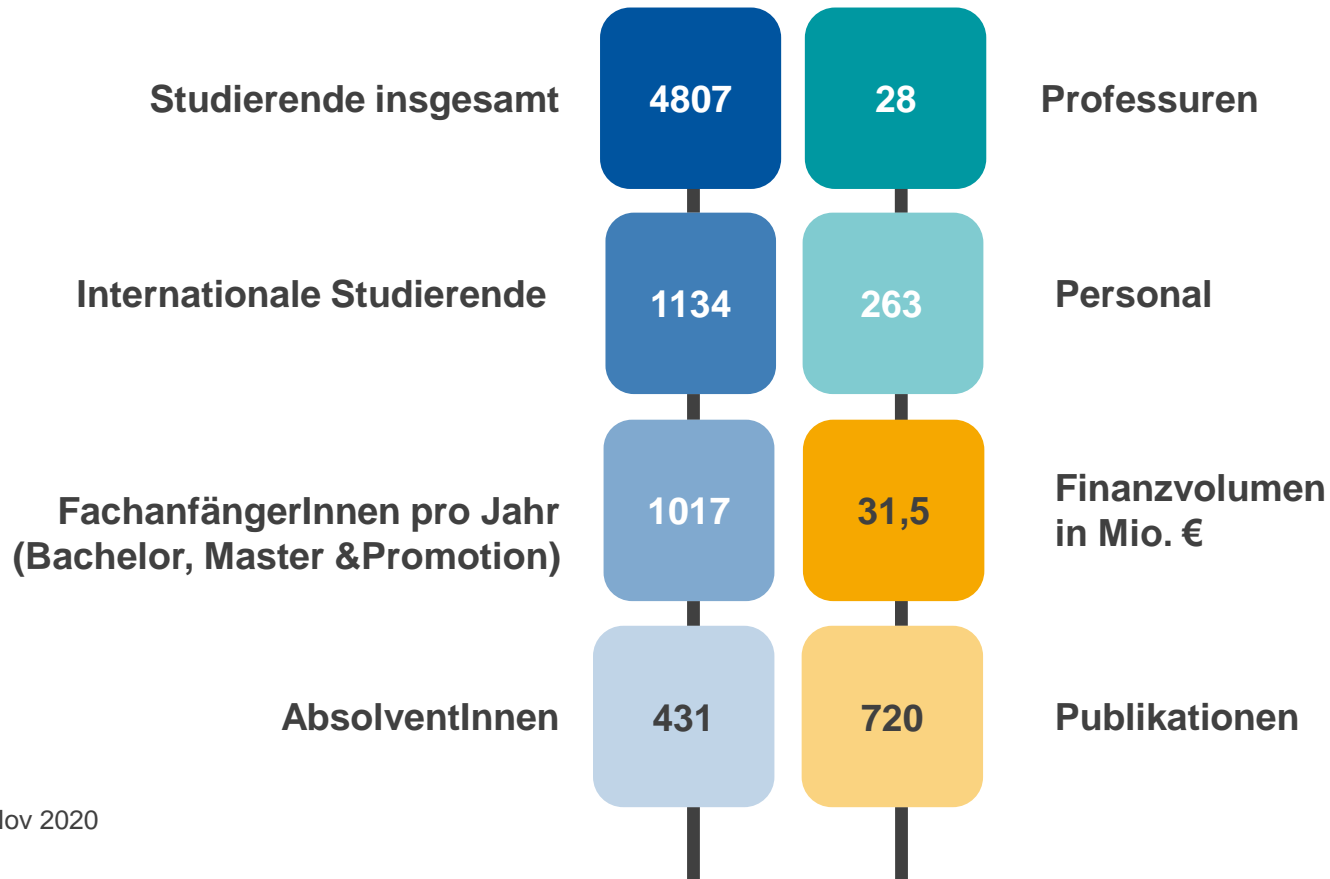 Studierende insgesamt 4807 28 Professuren
Internationale Studierende 1134 263 Personal
FachanfängerInnen pro Jahr
(Bachelor, Master &Promotion) 1017 31,5 Finanzvolumen
in Mio. €
AbsolventInnen 431 720 Publikationen
2020